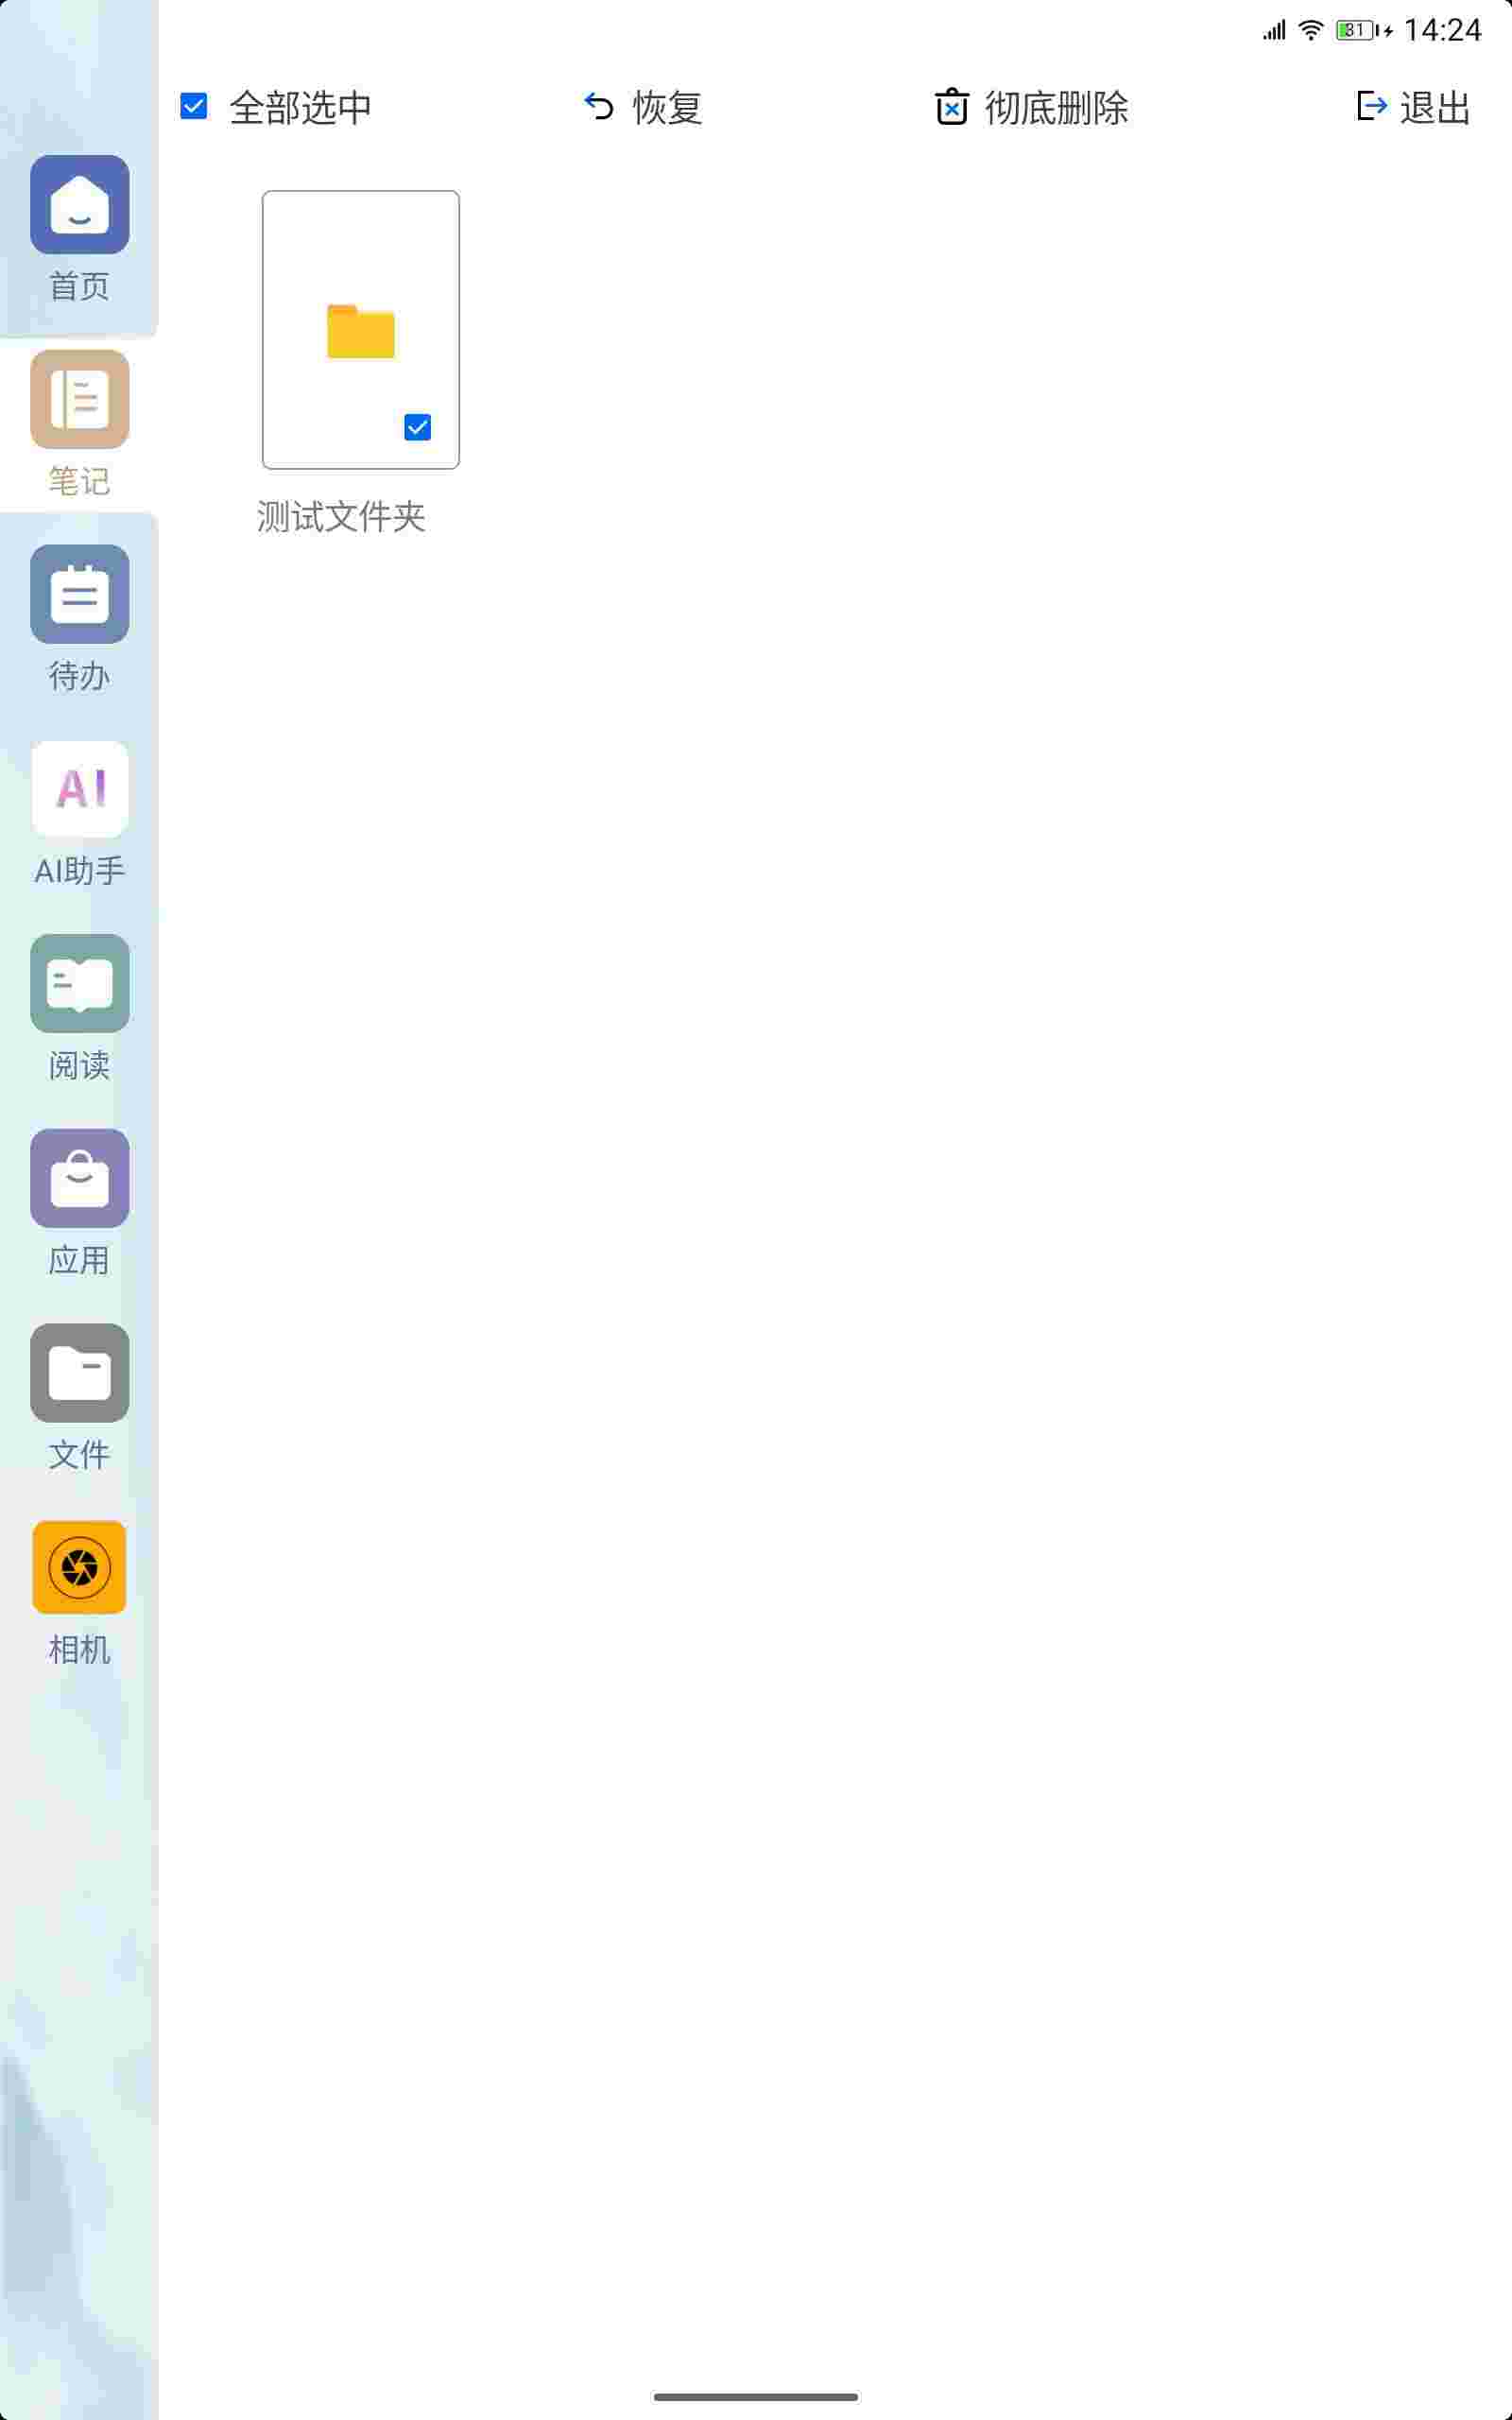 31 14:24
全部选中 恢复 彻底删除 退出
测试文件夹
首页
笔记
待办
AI
AI助手
阅读
应用
文件
相机